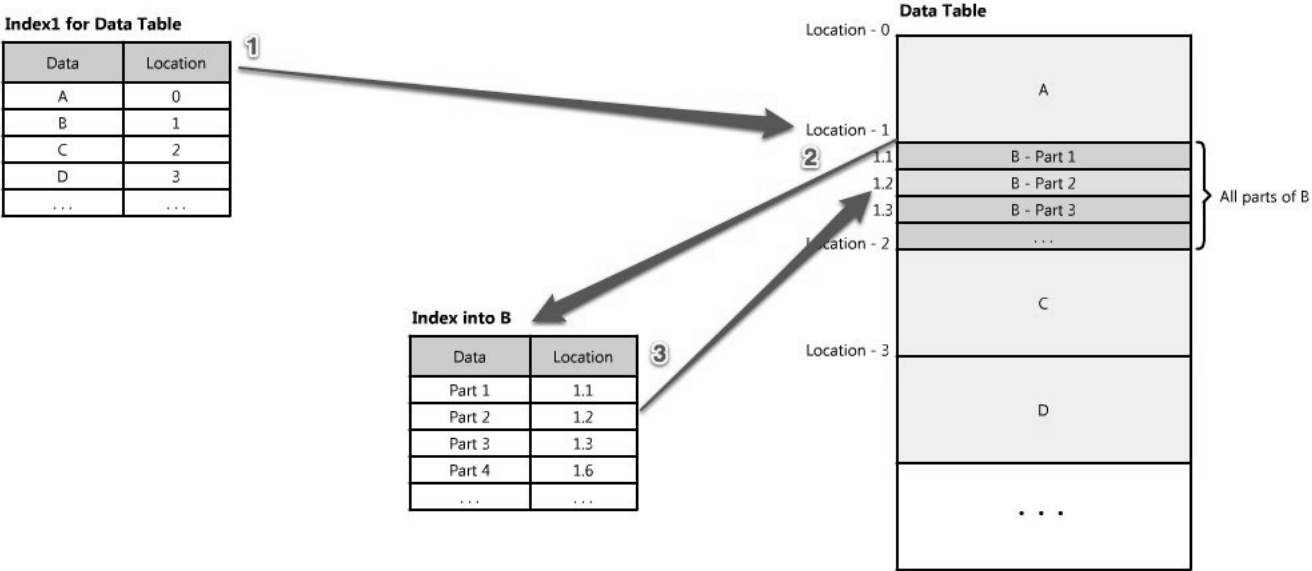 Index1 for Data Table
Data Location
A 0
B 1
C 2
D 3
... ...
1
2
3
Index into B
Data Location
Part 1 1.1
Part 2 1.2
Part 3 1.3
Part 4 1.6
... ...
Data Table
Location - 0
A
Location - 1
1.1 B - Part 1
1.2 B - Part 2
1.3 B - Part 3
...
All parts of B
Location - 2
C
Location - 3
D
...